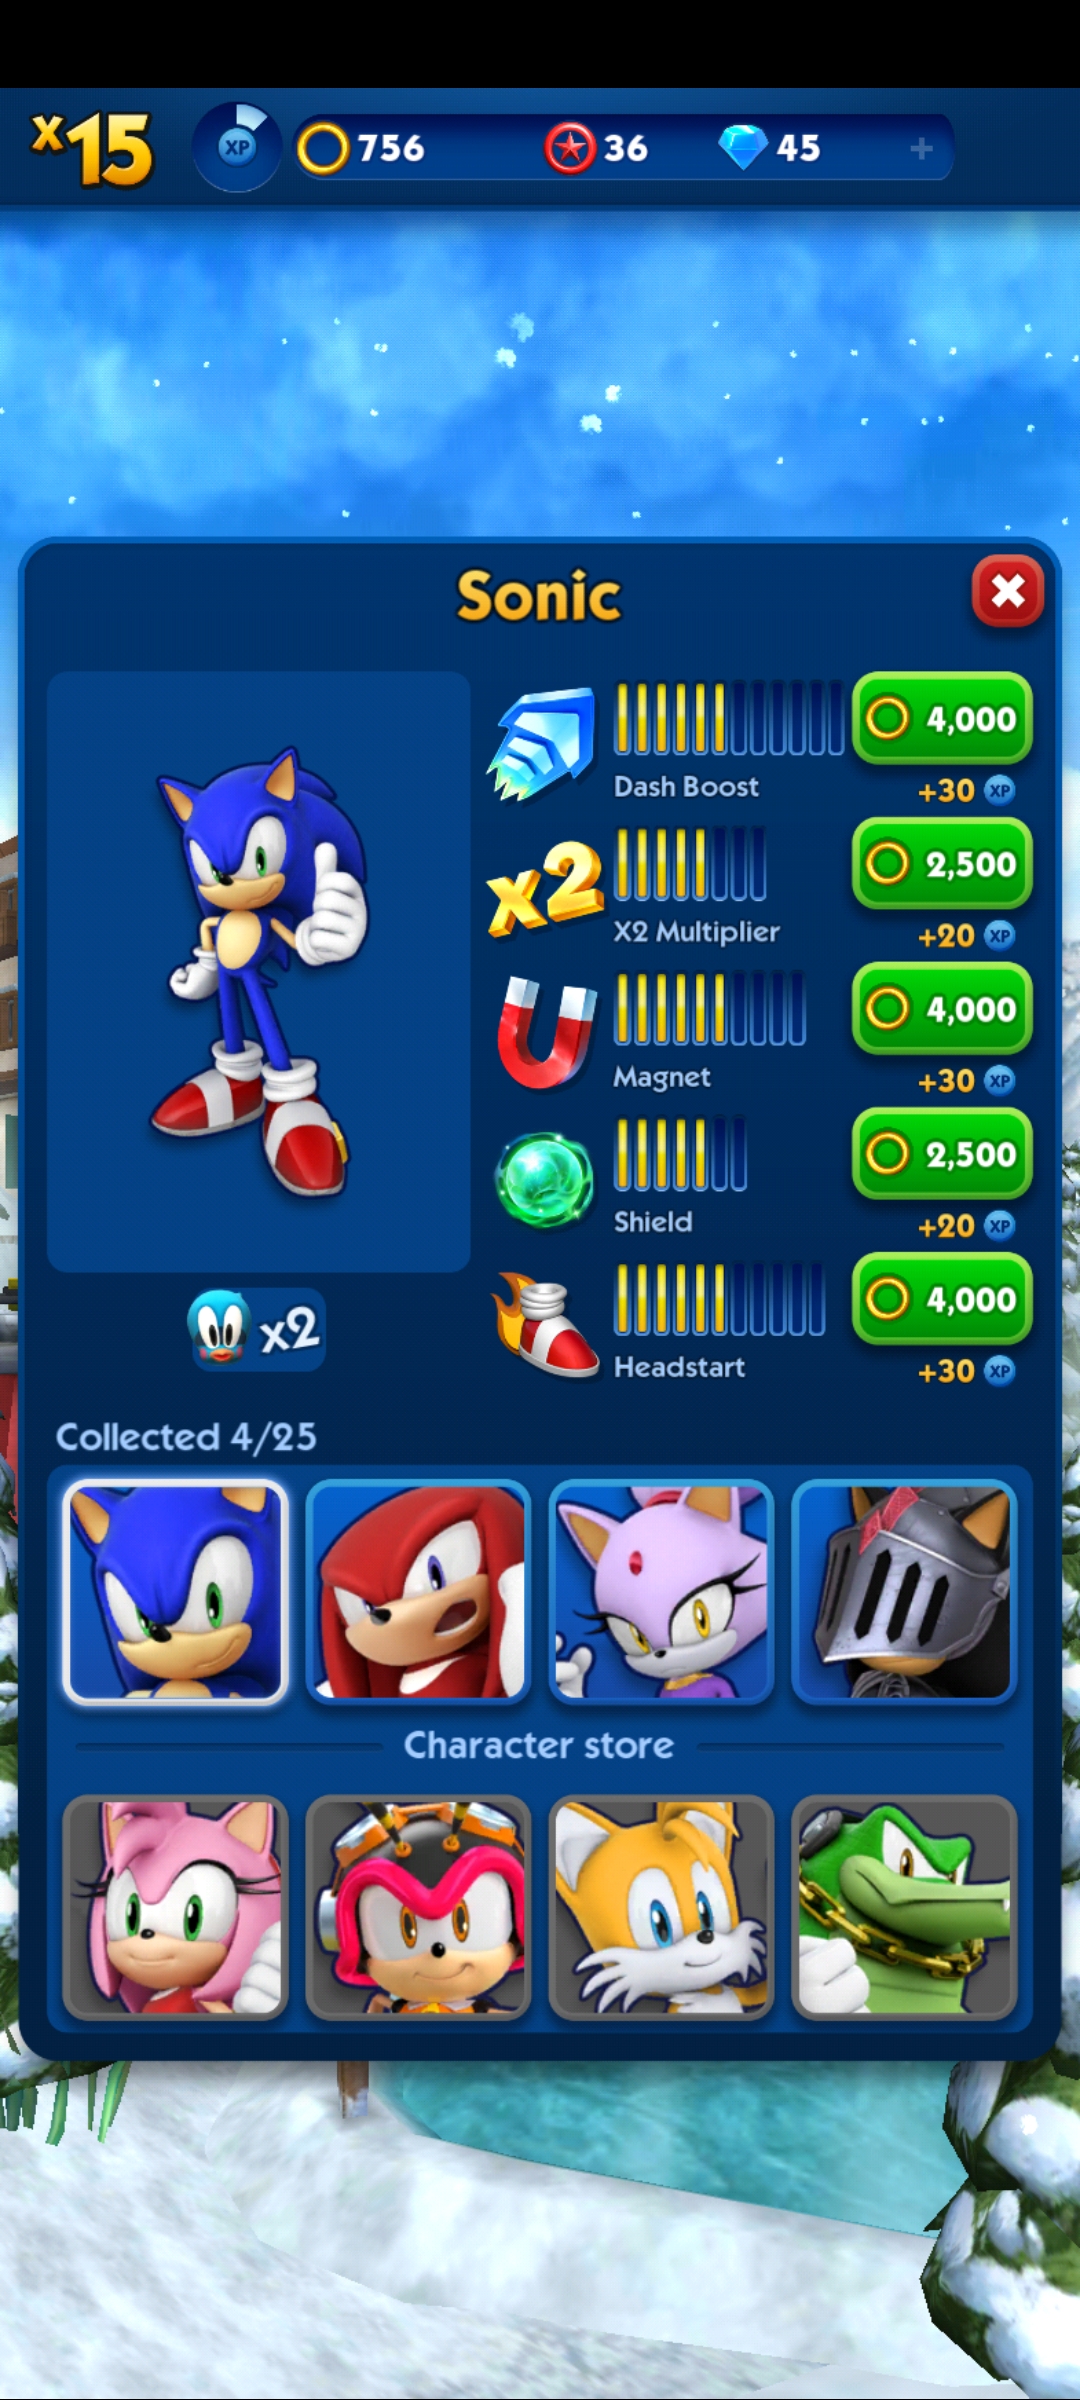 x15
XP
756
36
45
+
Sonic
4,000
Dash Boost
+30 XP
x2
2,500
X2 Multiplier
+20 XP
4,000
Magnet
+30 XP
2,500
Shield
+20 XP
x2
4,000
Headstart
+30 XP
Collected 4/25
Character store